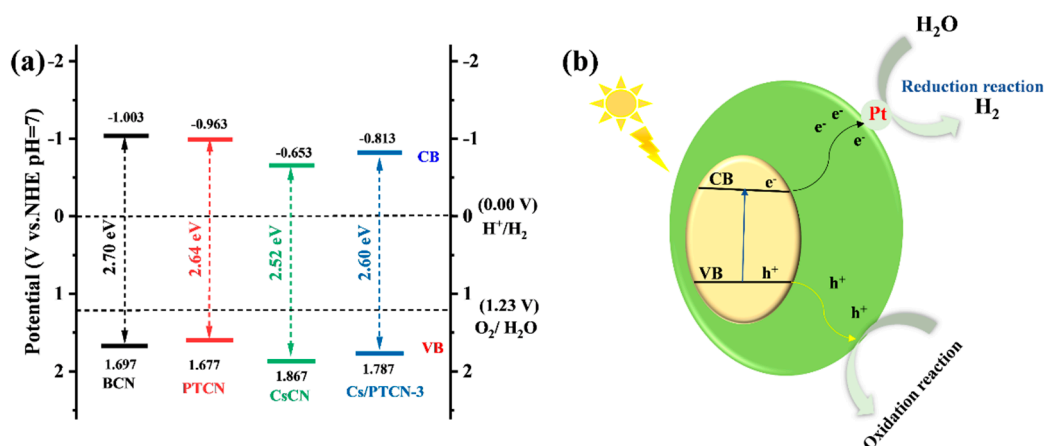 (a)
Potential (V vs.NHE pH=7)
-2
-1
0
1
2
-2
-1
0
1
2
-1.003
-0.963
-0.653
-0.813
CB
(0.00 V)
H⁺/H₂
2.70 eV
2.64 eV
2.52 eV
2.60 eV
(1.23 V)
O₂/ H₂O
VB
1.697
1.677
1.867
1.787
BCN
PTCN
CsCN
Cs/PTCN-3
(b)
H₂O
Reduction reaction
H₂
Pt
e⁻
e⁻
e⁻
CB
e⁻
VB
h⁺
h⁺
h⁺
Oxidation reaction